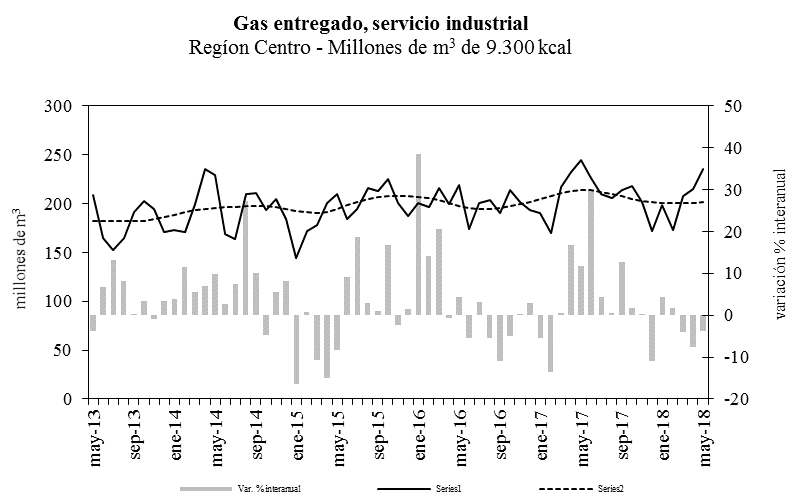 Gas entregado, servicio industrial
Regíon Centro - Millones de m³ de 9.300 kcal
300
250
200
150
100
50
0
millones de m³
50
40
30
20
10
0
-10
-20
variación % interanual
may-13
sep-13
ene-14
may-14
sep-14
ene-15
may-15
sep-15
ene-16
may-16
sep-16
ene-17
may-17
sep-17
ene-18
may-18
Var. % interanual
Series1
Series2